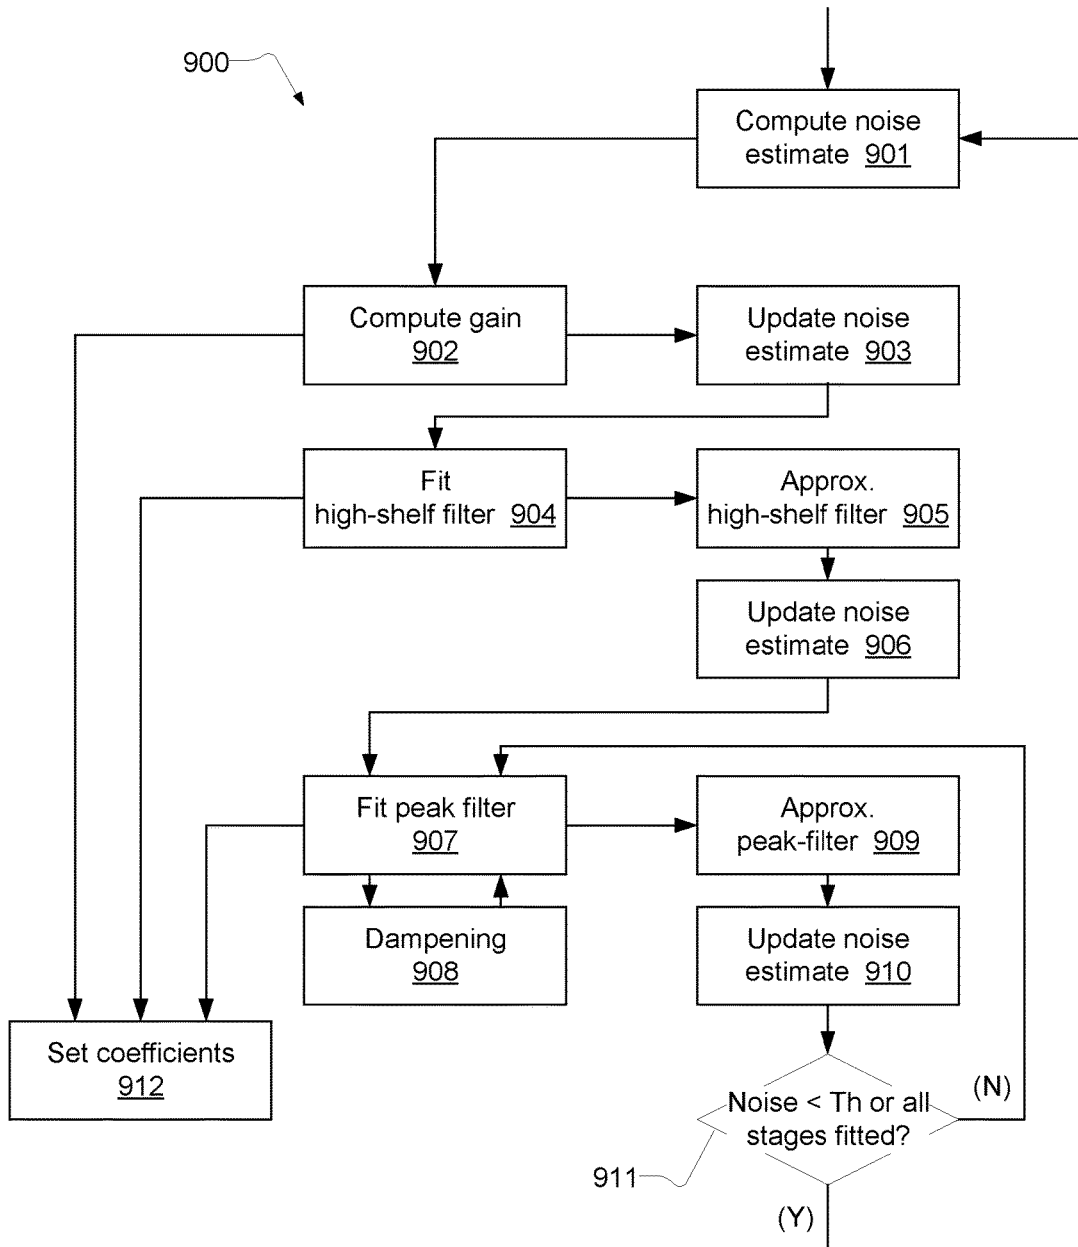 900
Compute noise
estimate 901
Compute gain
902
Update noise
estimate 903
Fit
high-shelf filter 904
Approx.
high-shelf filter 905
Update noise
estimate 906
Fit peak filter
907
Approx.
peak-filter 909
Dampening
908
Update noise
estimate 910
Set coefficients
912
Noise < Th or all
stages fitted?
(N)
911
(Y)